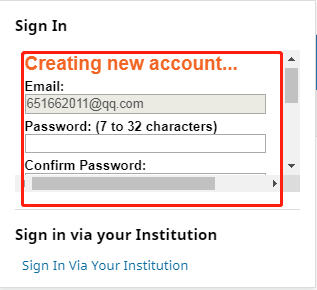 Sign In
Creating new account...
Email:
651662011@qq.com
Password: (7 to 32 characters)
Confirm Password:
Sign in via your Institution
Sign In Via Your Institution